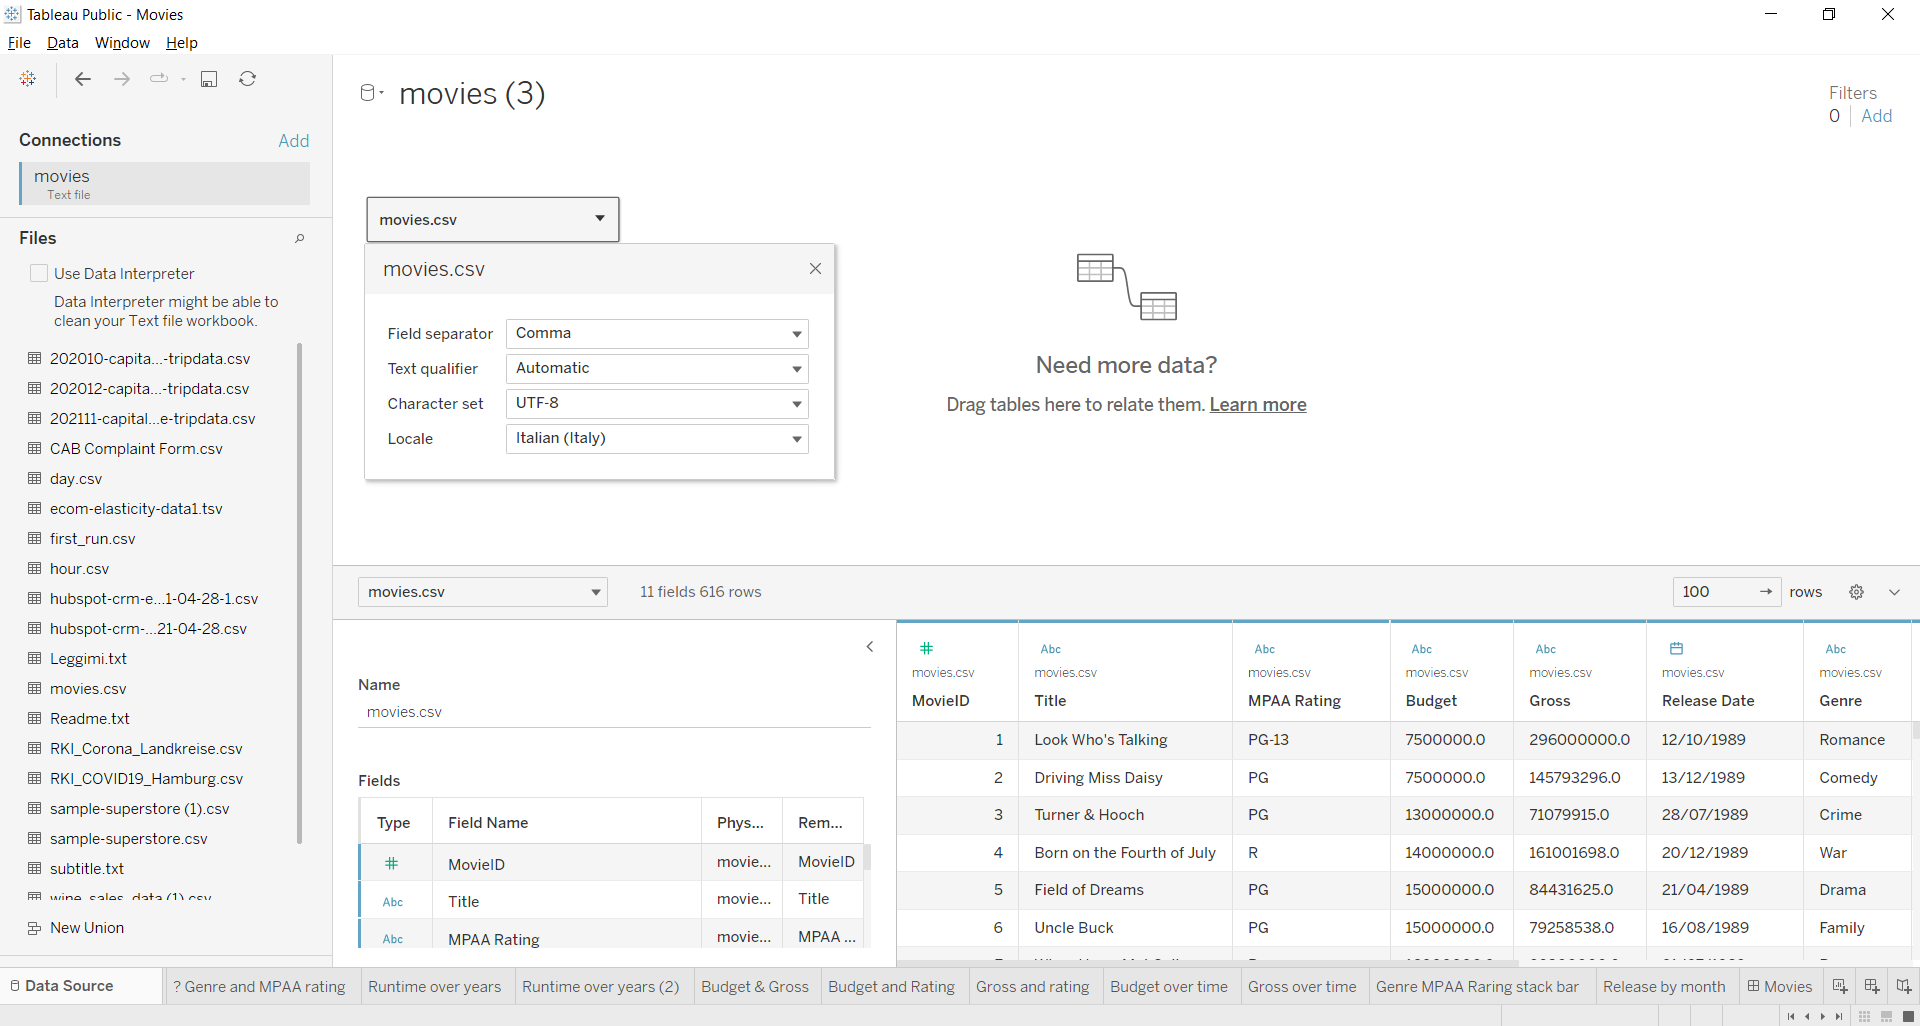 Tableau Public - Movies
File Data Window Help
Connections Add
movies
Text file
Files
Use Data Interpreter
Data Interpreter might be able to
clean your Text file workbook.
202010-capita...-tripdata.csv
202012-capita...-tripdata.csv
202111-capital...e-tripdata.csv
CAB Complaint Form.csv
day.csv
ecom-elasticity-data1.tsv
first_run.csv
hour.csv
hubspot-crm-e...1-04-28-1.csv
hubspot-crm-...21-04-28.csv
Leggimi.txt
movies.csv
Readme.txt
RKI_Corona_Landkreise.csv
RKI_COVID19_Hamburg.csv
sample-superstore (1).csv
sample-superstore.csv
subtitle.txt
wine_sales_data (1).csv
New Union
movies (3)
Filters
0 Add
movies.csv
movies.csv
Field separator Comma
Text qualifier Automatic
Character set UTF-8
Locale Italian (Italy)
Need more data?
Drag tables here to relate them. Learn more
movies.csv 11 fields 616 rows 100 rows
Name
movies.csv
Fields
Type Field Name Phys... Rem...
MovieID movie... MovieID
Abc Title movie... Title
Abc MPAA Rating movie... MPAA ...
Abc Abc Abc Abc Abc
movies.csv movies.csv movies.csv movies.csv movies.csv movies.csv movies.csv
MovieID Title MPAA Rating Budget Gross Release Date Genre
1 Look Who's Talking PG-13 7500000.0 296000000.0 12/10/1989 Romance
2 Driving Miss Daisy PG 7500000.0 145793296.0 13/12/1989 Comedy
3 Turner & Hooch PG 13000000.0 71079915.0 28/07/1989 Crime
4 Born on the Fourth of July R 14000000.0 161001698.0 20/12/1989 War
5 Field of Dreams PG 15000000.0 84431625.0 21/04/1989 Drama
6 Uncle Buck PG 15000000.0 79258538.0 16/08/1989 Family
Data Source ? Genre and MPAA rating Runtime over years Runtime over years (2) Budget & Gross Budget and Rating Gross and rating Budget over time Gross over time Genre MPAA Raring stack bar Release by month Movies